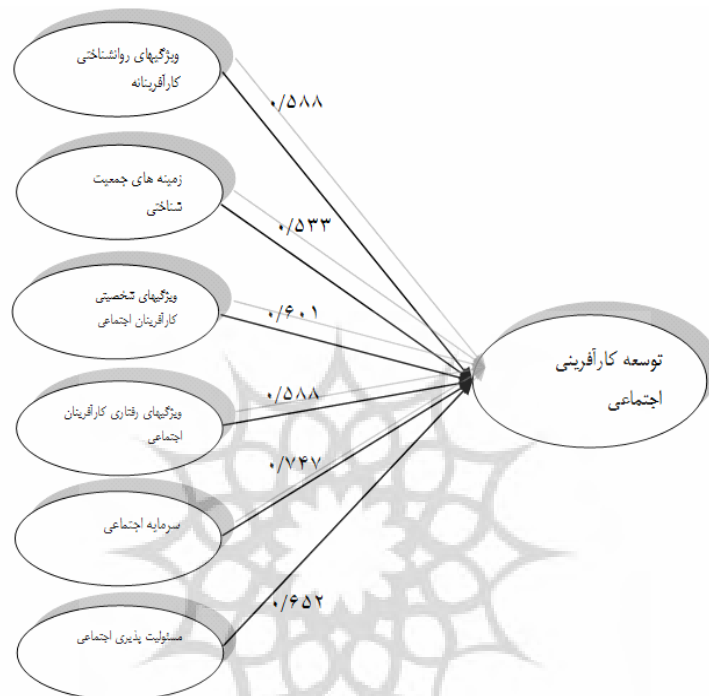 ویژگیهای روانشناختی
کارآفرینانه
۰/۵۸۸
زمینه های جمعیت
شناختی
۰/۵۳۳
ویژگیهای شخصیتی
کارآفرینان اجتماعی
۰/۶۰۱
ویژگیهای رفتاری کارآفرینان
اجتماعی
۰/۵۸۸
سرمایه اجتماعی
۰/۷۴۷
مسئولیت پذیری اجتماعی
۰/۶۵۲
توسعه کارآفرینی
اجتماعی